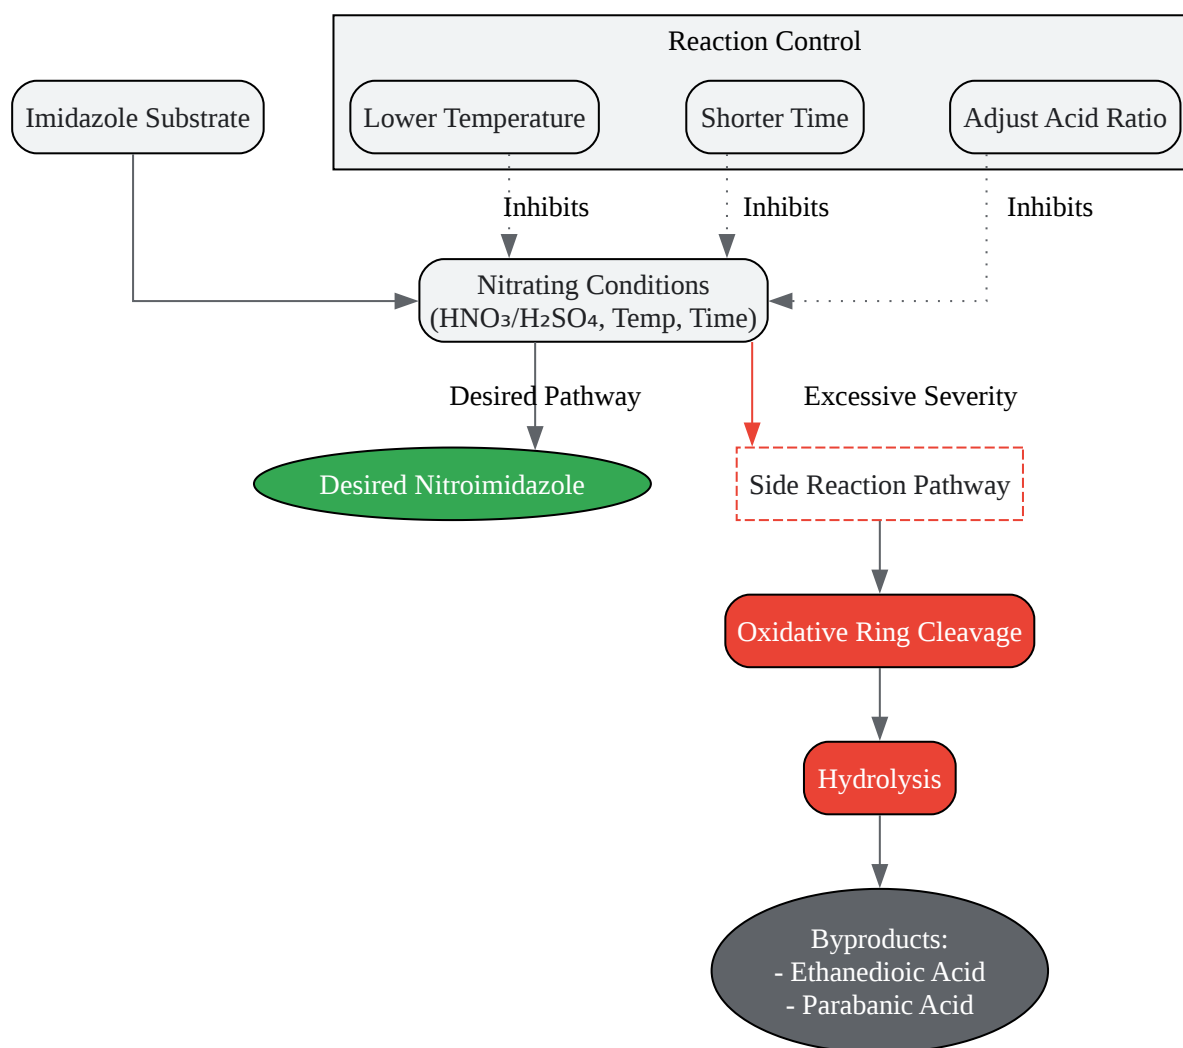 Reaction Control
Imidazole Substrate
Lower Temperature
Shorter Time
Adjust Acid Ratio
Inhibits
Inhibits
Inhibits
Nitrating Conditions
(HNO₃/H₂SO₄, Temp, Time)
Desired Pathway
Excessive Severity
Desired Nitroimidazole
Side Reaction Pathway
Oxidative Ring Cleavage
Hydrolysis
Byproducts:
- Ethanedioic Acid
- Parabanic Acid